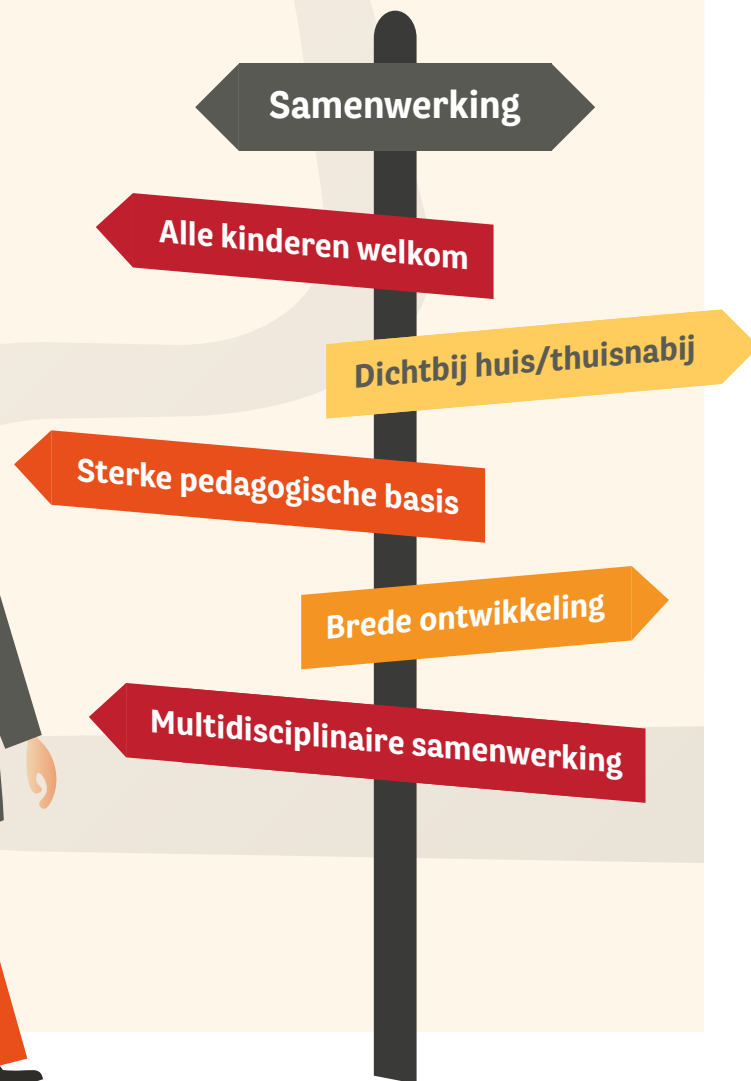 Samenwerking
Alle kinderen welkom
Dichtbij huis/thuisnabij
Sterke pedagogische basis
Brede ontwikkeling
Multidisciplinaire samenwerking